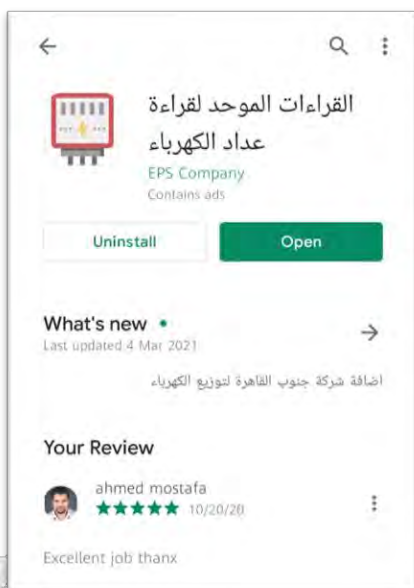 القراءات الموحد لقراءة
عداد الكهرباء
EPS Company
Contains ads
Uninstall
Open
What's new
Last updated 4 Mar 2021
اضافة شركة جنوب القاهرة لتوزيع الكهرباء
Your Review
ahmed mostafa
10/20/20
Excellent job thanx